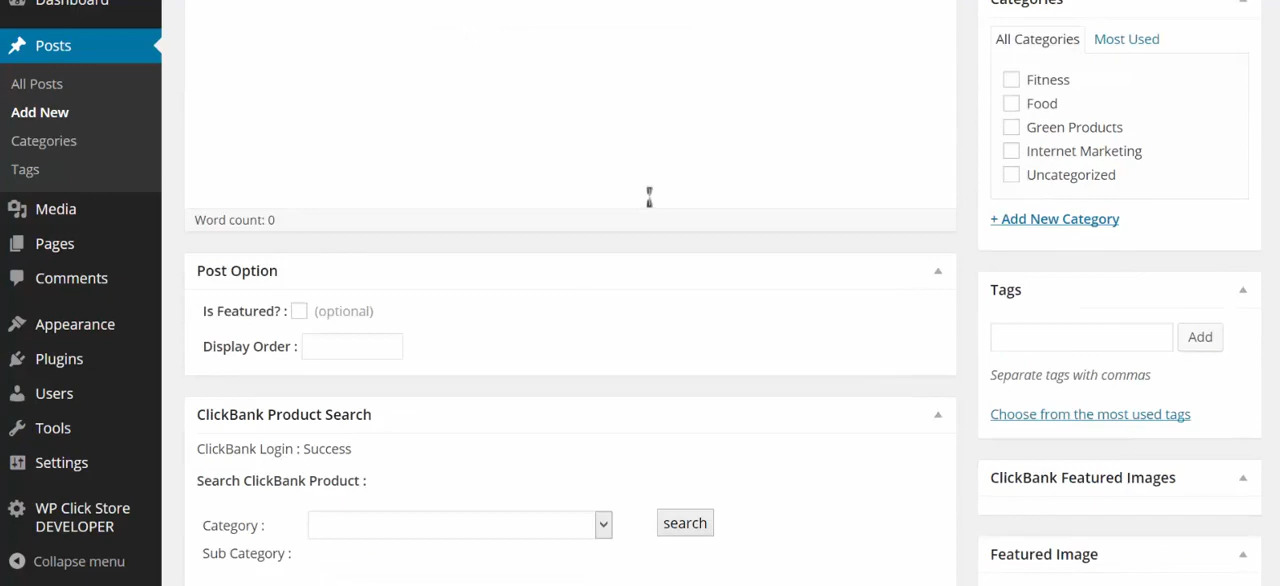 Dashboard
Posts
All Posts
Add New
Categories
Tags
Media
Pages
Comments
Appearance
Plugins
Users
Tools
Settings
WP Click Store
DEVELOPER
Collapse menu
Word count: 0
Post Option
Is Featured? : (optional)
Display Order :
ClickBank Product Search
ClickBank Login : Success
Search ClickBank Product :
Category :
search
Sub Category :
Categories
All Categories Most Used
Fitness
Food
Green Products
Internet Marketing
Uncategorized
+ Add New Category
Tags
Add
Separate tags with commas
Choose from the most used tags
ClickBank Featured Images
Featured Image